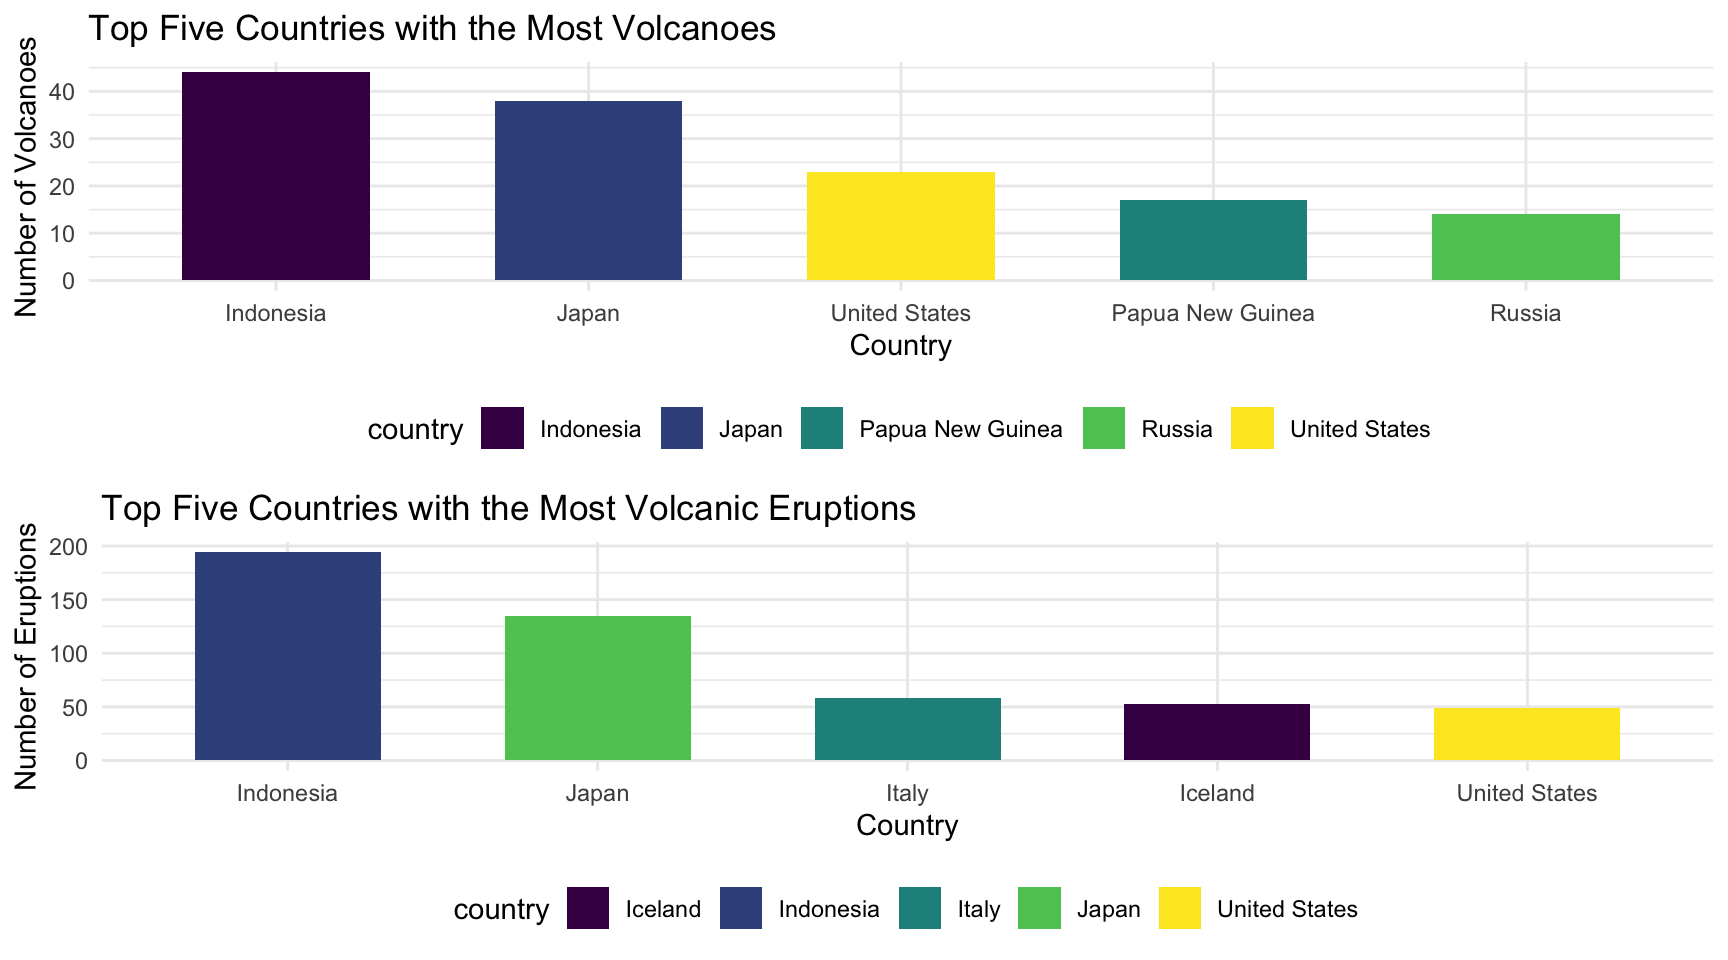 Top Five Countries with the Most Volcanoes
Number of Volcanoes
40
30
20
10
0
Indonesia Japan United States Papua New Guinea Russia
Country
country Indonesia Japan Papua New Guinea Russia United States
Top Five Countries with the Most Volcanic Eruptions
Number of Eruptions
200
150
100
50
0
Indonesia Japan Italy Iceland United States
Country
country Iceland Indonesia Italy Japan United States